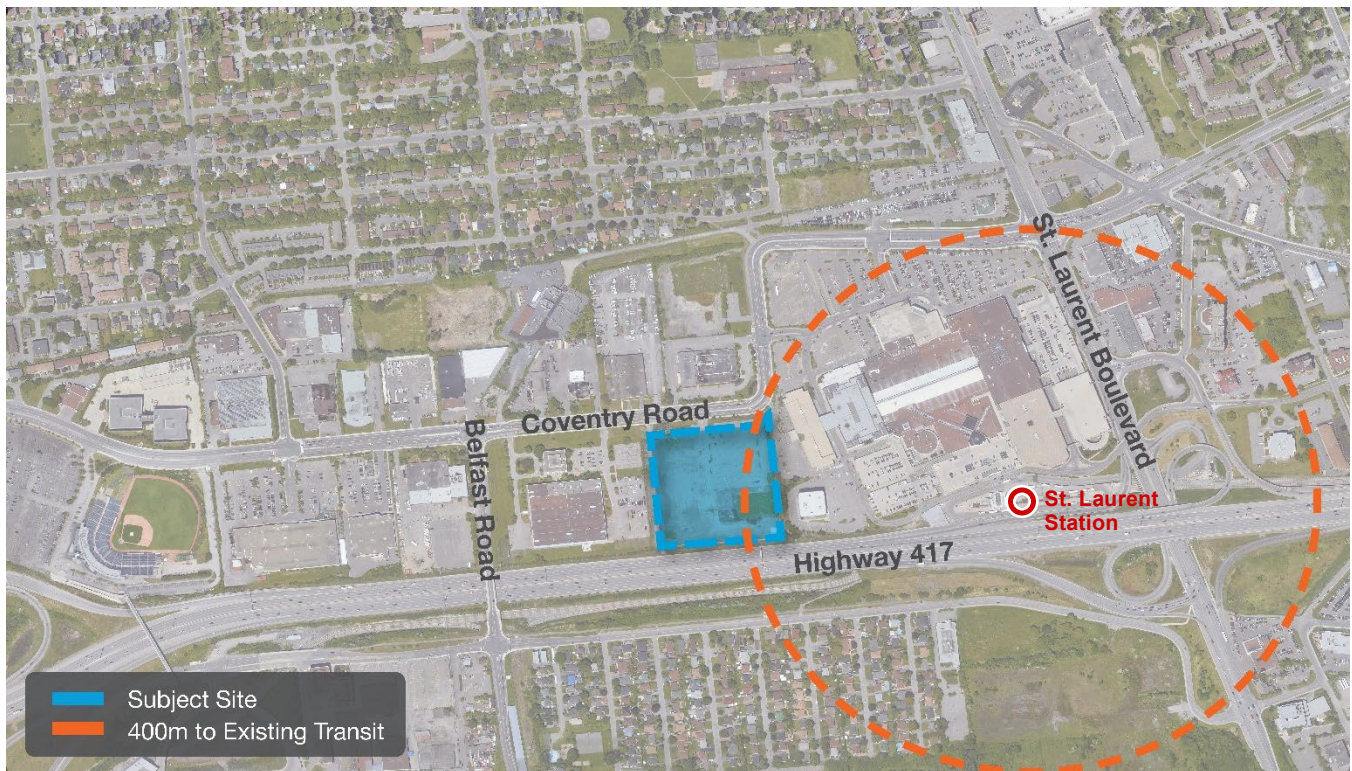 St. Laurent Boulevard
Coventry Road
Belfast Road
St. Laurent
Station
Highway 417
Subject Site
400m to Existing Transit